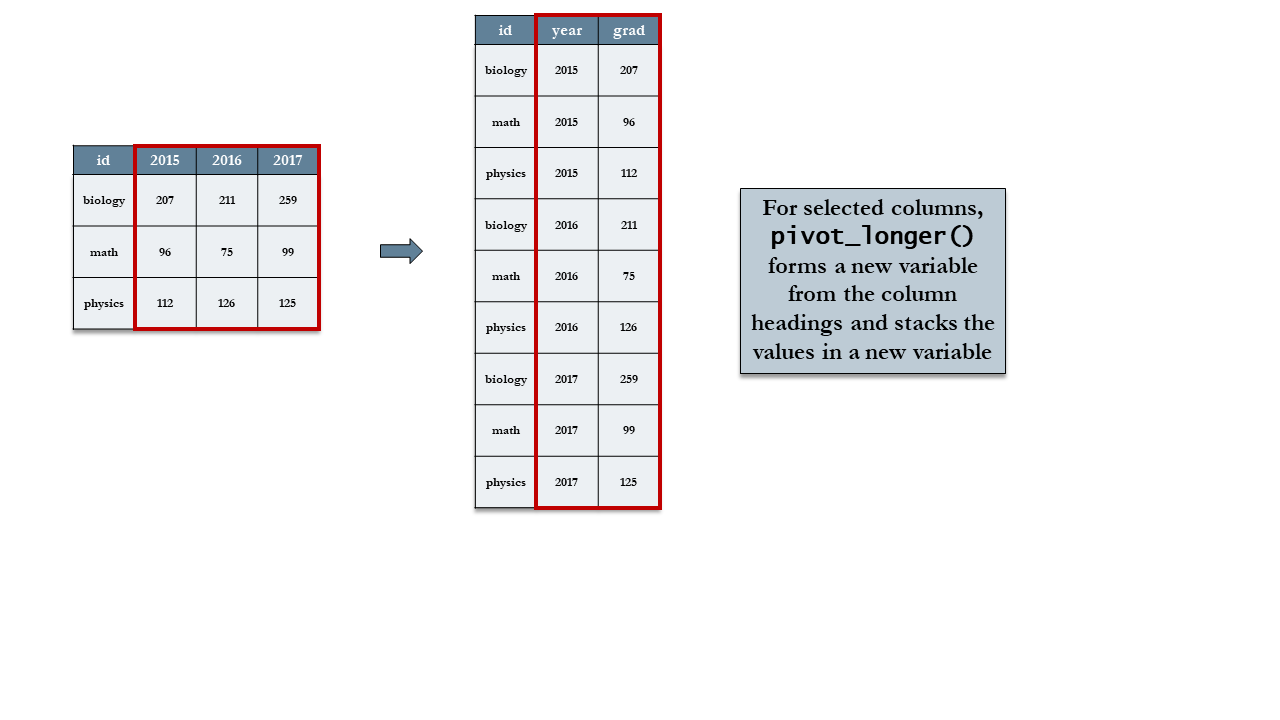 id 2015 2016 2017
biology 207 211 259
math 96 75 99
physics 112 126 125
id year grad
biology 2015 207
math 2015 96
physics 2015 112
biology 2016 211
math 2016 75
physics 2016 126
biology 2017 259
math 2017 99
physics 2017 125
For selected columns,
pivot_longer()
forms a new variable
from the column
headings and stacks the
values in a new variable